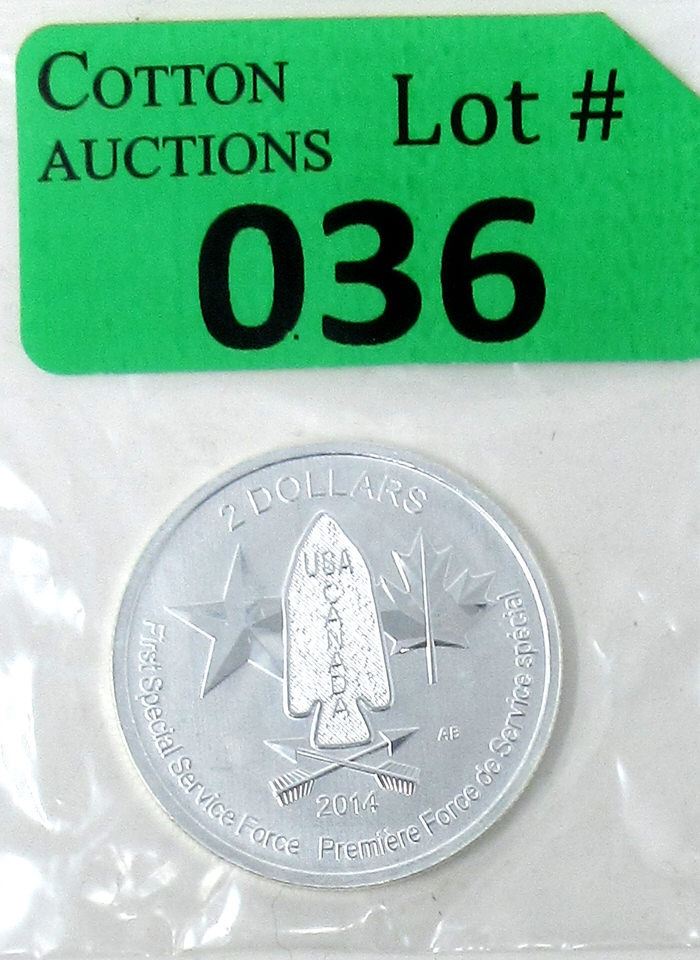 COTTON
AUCTIONS
Lot #
036
2 DOLLARS
USA
CANADA
AB
2014
First Special Service Force
Première Force de Service spécial